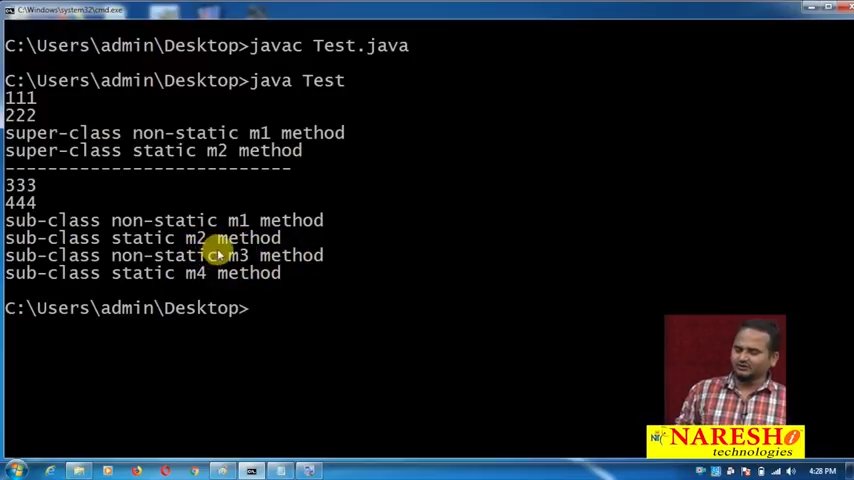 C:\Windows\system32\cmd.exe
C:\Users\admin\Desktop>javac Test.java
C:\Users\admin\Desktop>java Test
111
222
super-class non-static m1 method
super-class static m2 method
---------------------------
333
444
sub-class non-static m1 method
sub-class static m2 method
sub-class non-static m3 method
sub-class static m4 method
C:\Users\admin\Desktop>
NARESH i
technologies
4:28 PM